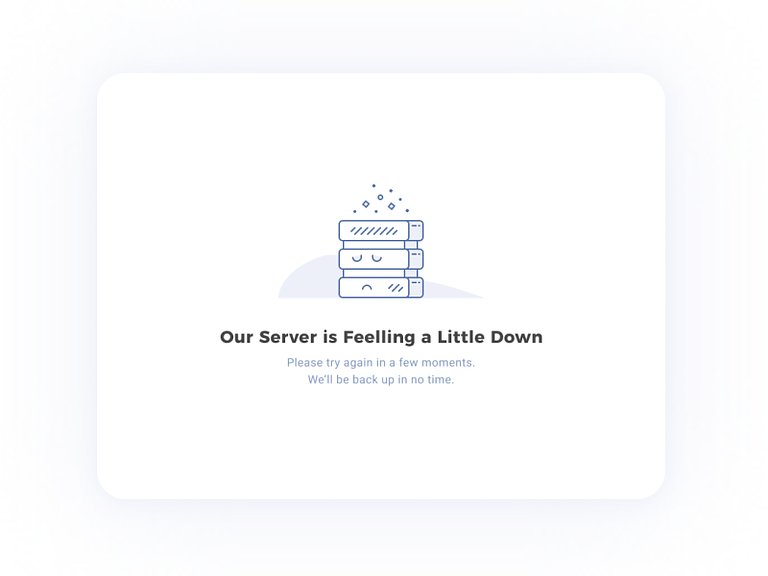 Our Server is Feelling a Little Down
Please try again in a few moments.
We'll be back up in no time.